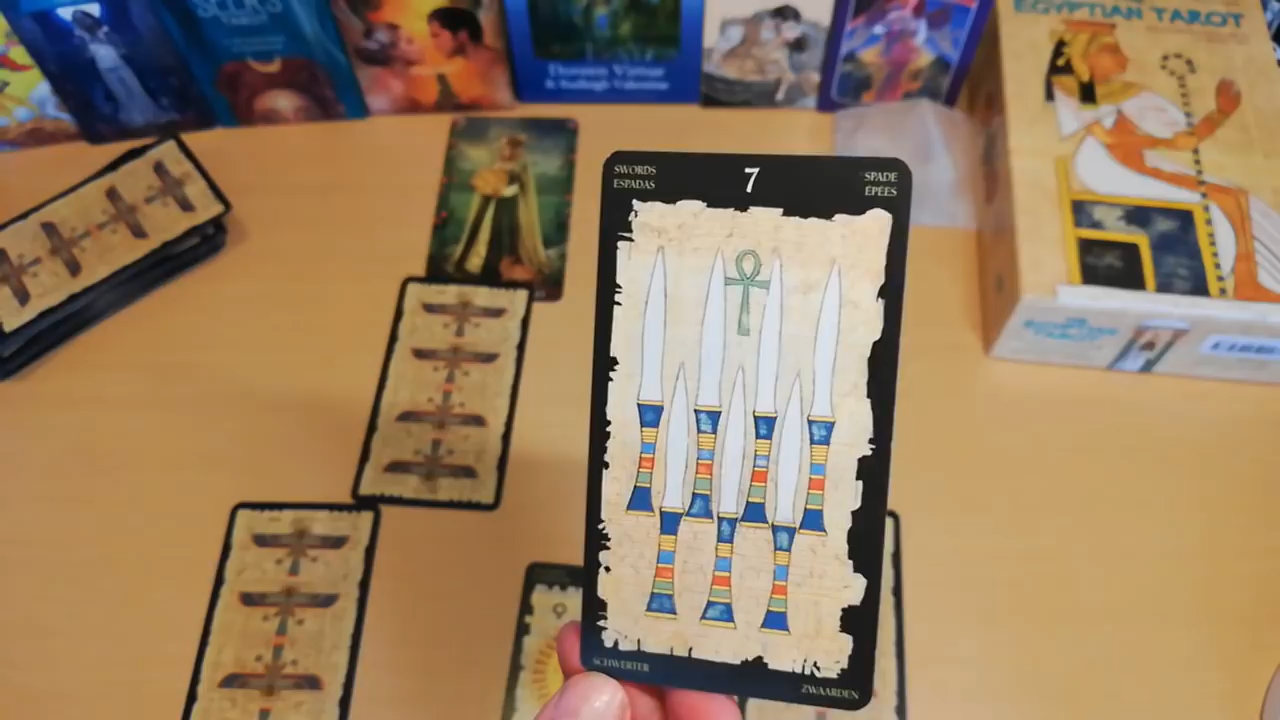 EGYPTIAN TAROT
Doreen Virtue
SWORDS
ESPADAS
7
SPADE
ÉPÉES
SCHWERTER
ZWAARDEN